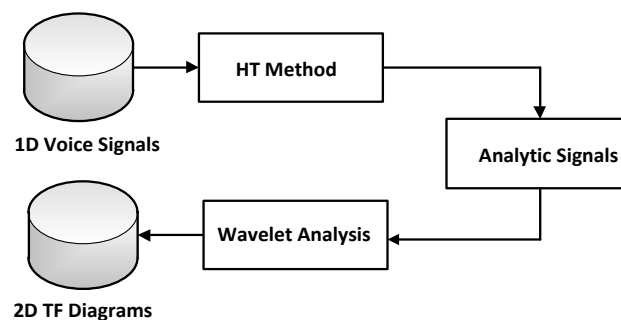 HT Method
1D Voice Signals
Analytic Signals
Wavelet Analysis
2D TF Diagrams